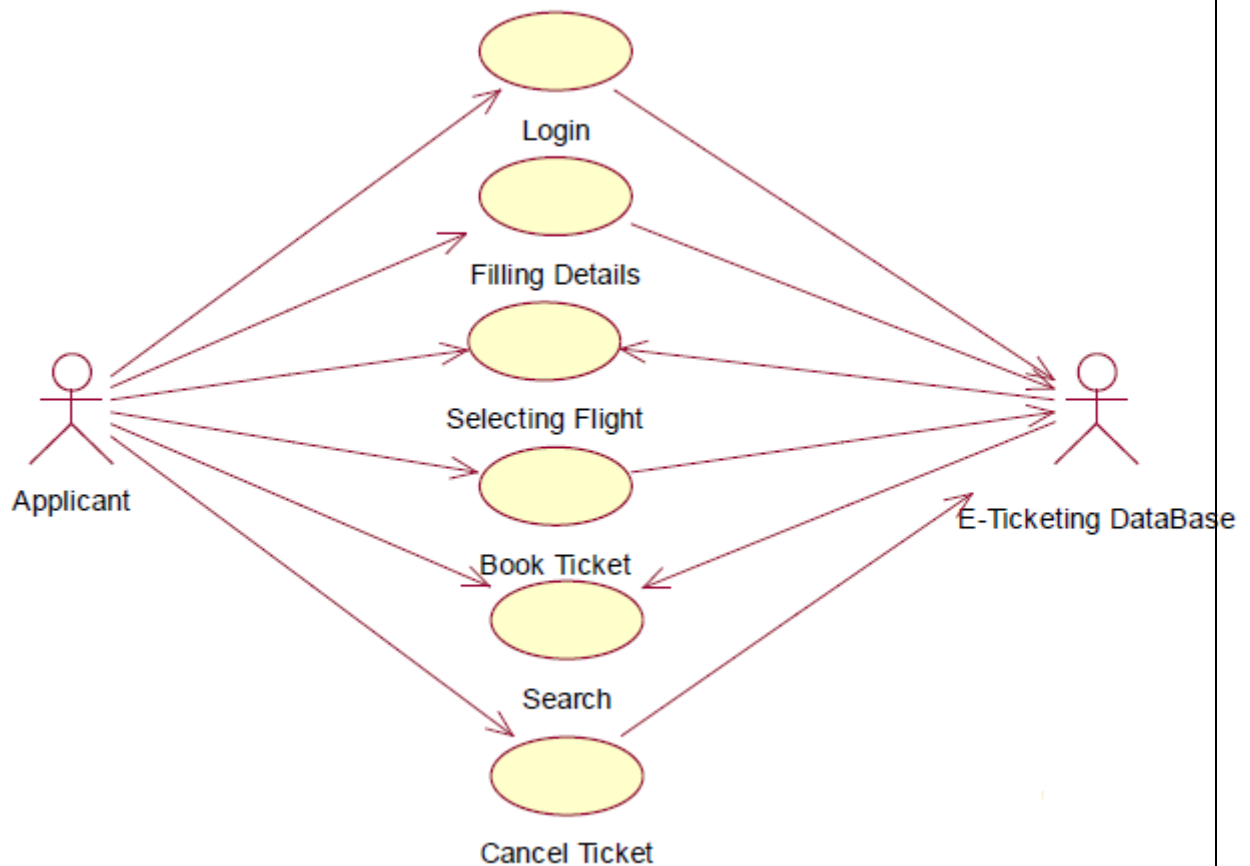 Login
Filling Details
Selecting Flight
Applicant
E-Ticketing DataBase
Book Ticket
Search
Cancel Ticket